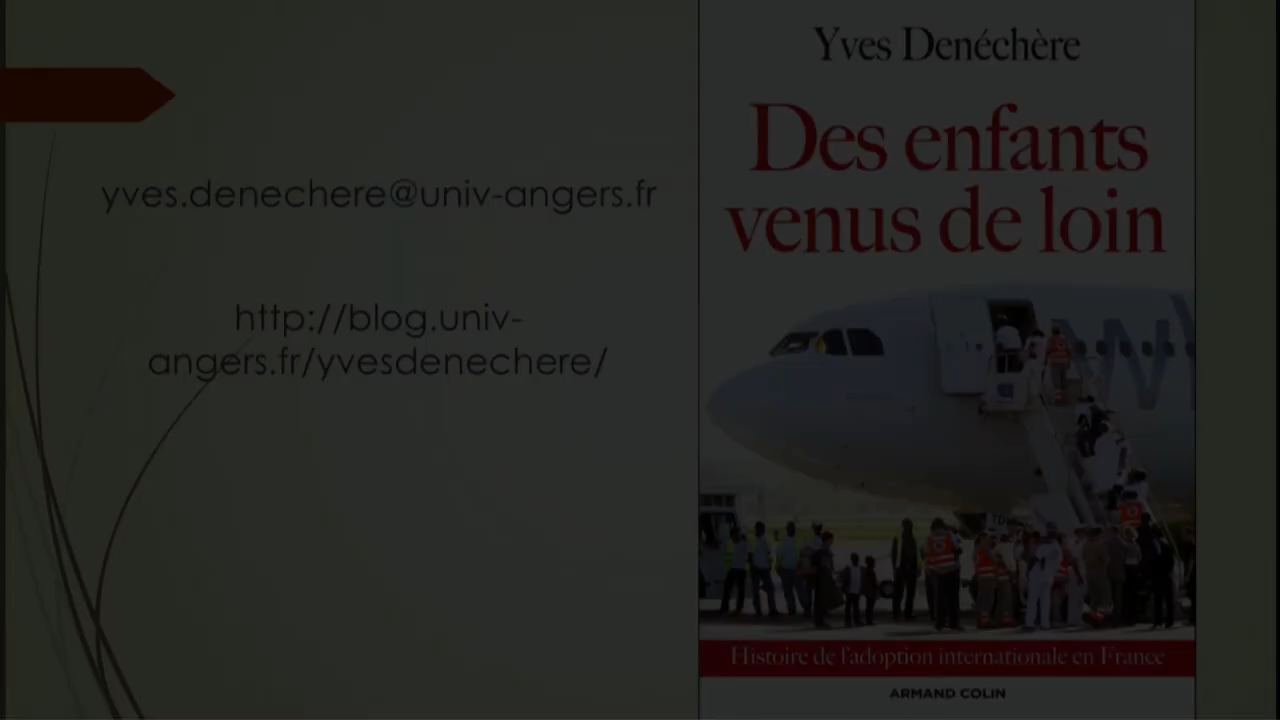 yves.denechere@univ-angers.fr
http://blog.univ-
angers.fr/yvesdenechere/
Yves Denéchère
Des enfants
venus de loin
Histoire de l'adoption internationale en France
ARMAND COLIN